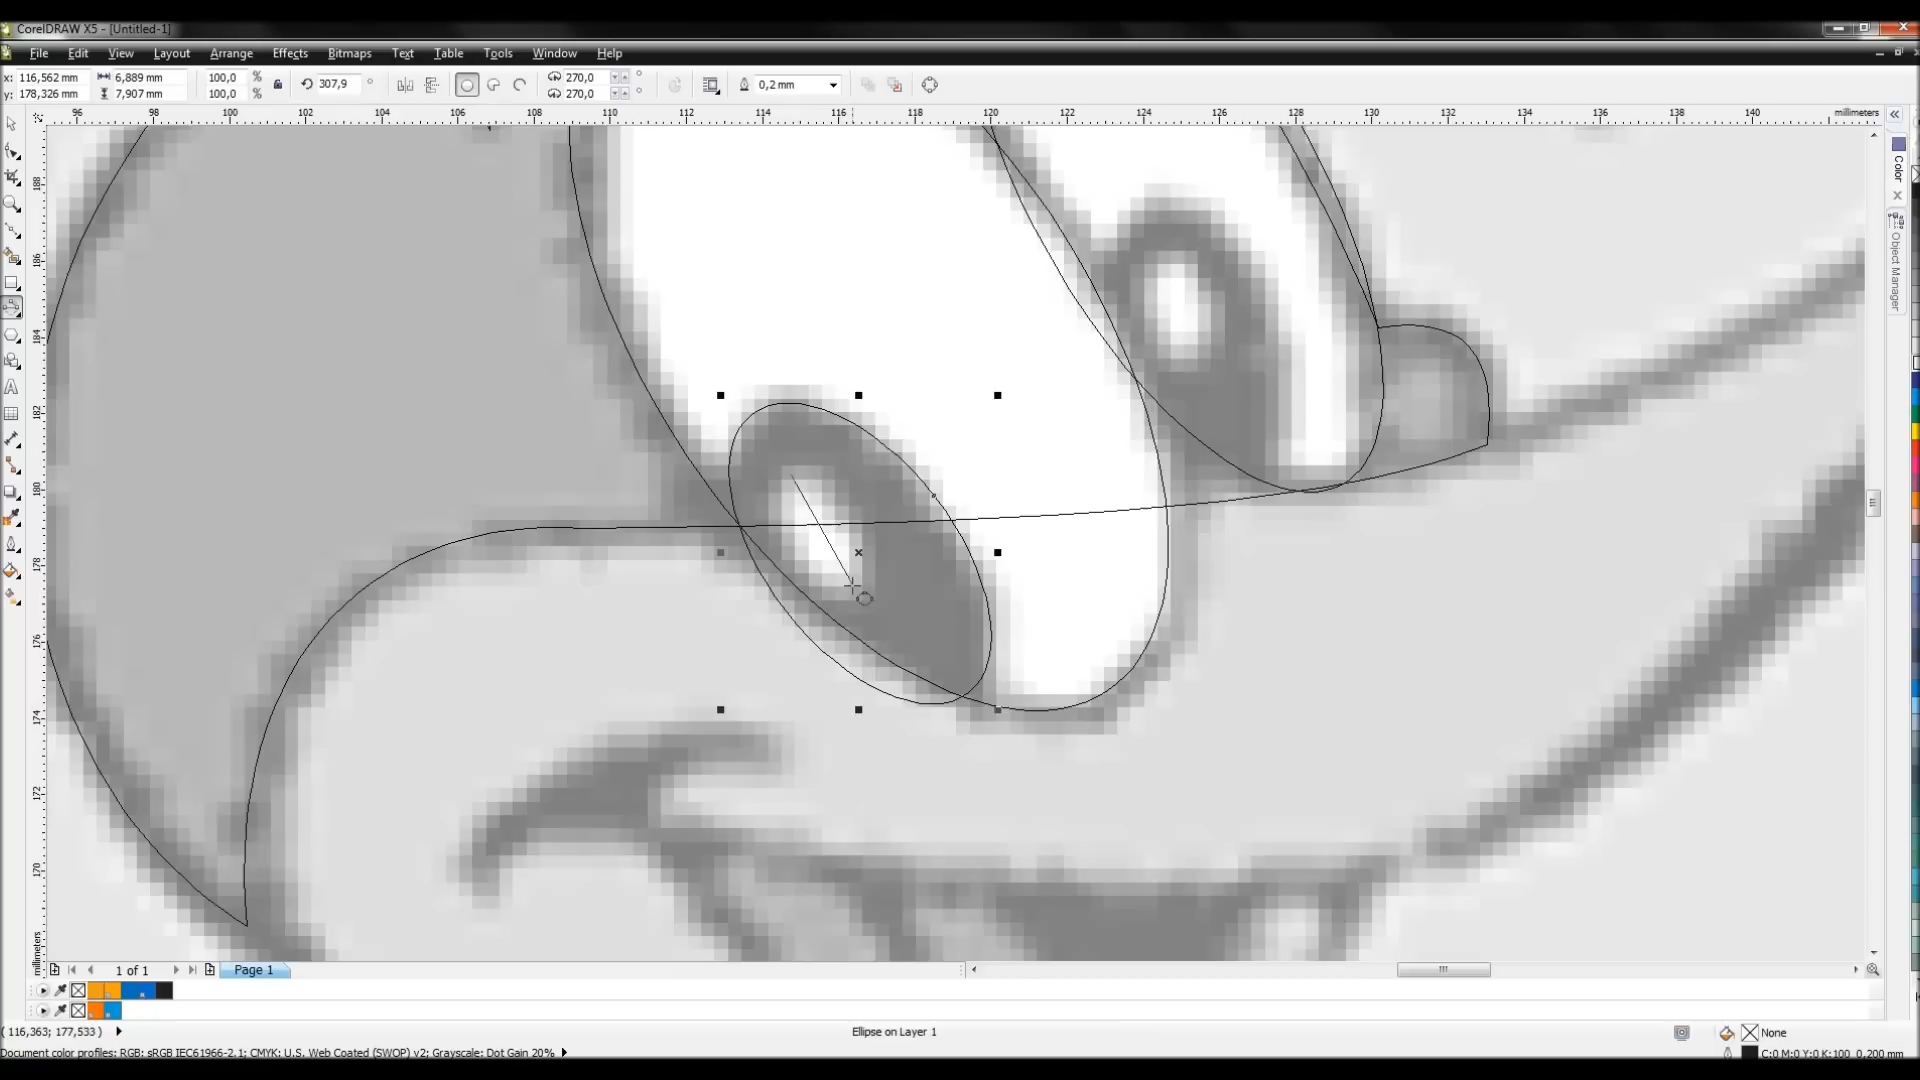 CorelDRAW X5 - [Untitled-1]
File Edit View Layout Arrange Effects Bitmaps Text Table Tools Window Help
x: 116,562 mm 6,889 mm 100,0 % 307,9 ° 270,0 ° 0,2 mm
y: 178,326 mm 7,907 mm 100,0 % 270,0 °
96 98 100 102 104 106 108 110 112 114 116 118 120 122 124 126 128 130 132 134 136 138 140 millimeters
188
186
184
182
180
178
176
174
172
170
millimeters
Color
Object Manager
1 of 1 Page 1
( 116,363; 177,533 ) Ellipse on Layer 1 None
Document color profiles: RGB: sRGB IEC61966-2.1; CMYK: U.S. Web Coated (SWOP) v2; Grayscale: Dot Gain 20% C:0 M:0 Y:0 K:100 0,200 mm